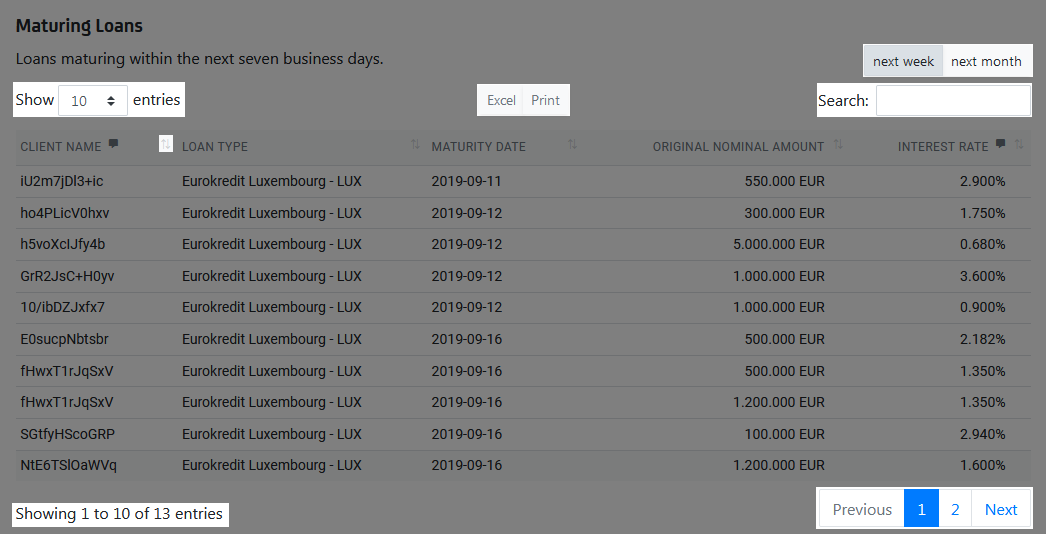 Maturing Loans
Loans maturing within the next seven business days.
next week next month
Show 10 entries Excel Print Search:
CLIENT NAME LOAN TYPE MATURITY DATE ORIGINAL NOMINAL AMOUNT INTEREST RATE
iU2m7jDl3+ic Eurokredit Luxembourg - LUX 2019-09-11 550.000 EUR 2.900%
ho4PLicV0hxv Eurokredit Luxembourg - LUX 2019-09-12 300.000 EUR 1.750%
h5voXcIJfy4b Eurokredit Luxembourg - LUX 2019-09-12 5.000.000 EUR 0.680%
GrR2JsC+H0yv Eurokredit Luxembourg - LUX 2019-09-12 1.000.000 EUR 3.600%
10/ibDZJxfx7 Eurokredit Luxembourg - LUX 2019-09-12 1.000.000 EUR 0.900%
E0sucpNbtsbr Eurokredit Luxembourg - LUX 2019-09-16 500.000 EUR 2.182%
fHwxT1rJqSxV Eurokredit Luxembourg - LUX 2019-09-16 500.000 EUR 1.350%
fHwxT1rJqSxV Eurokredit Luxembourg - LUX 2019-09-16 1.200.000 EUR 1.350%
SGtfyHScoGRP Eurokredit Luxembourg - LUX 2019-09-16 100.000 EUR 2.940%
NtE6TSlOaWVq Eurokredit Luxembourg - LUX 2019-09-16 1.200.000 EUR 1.600%
Showing 1 to 10 of 13 entries Previous 1 2 Next